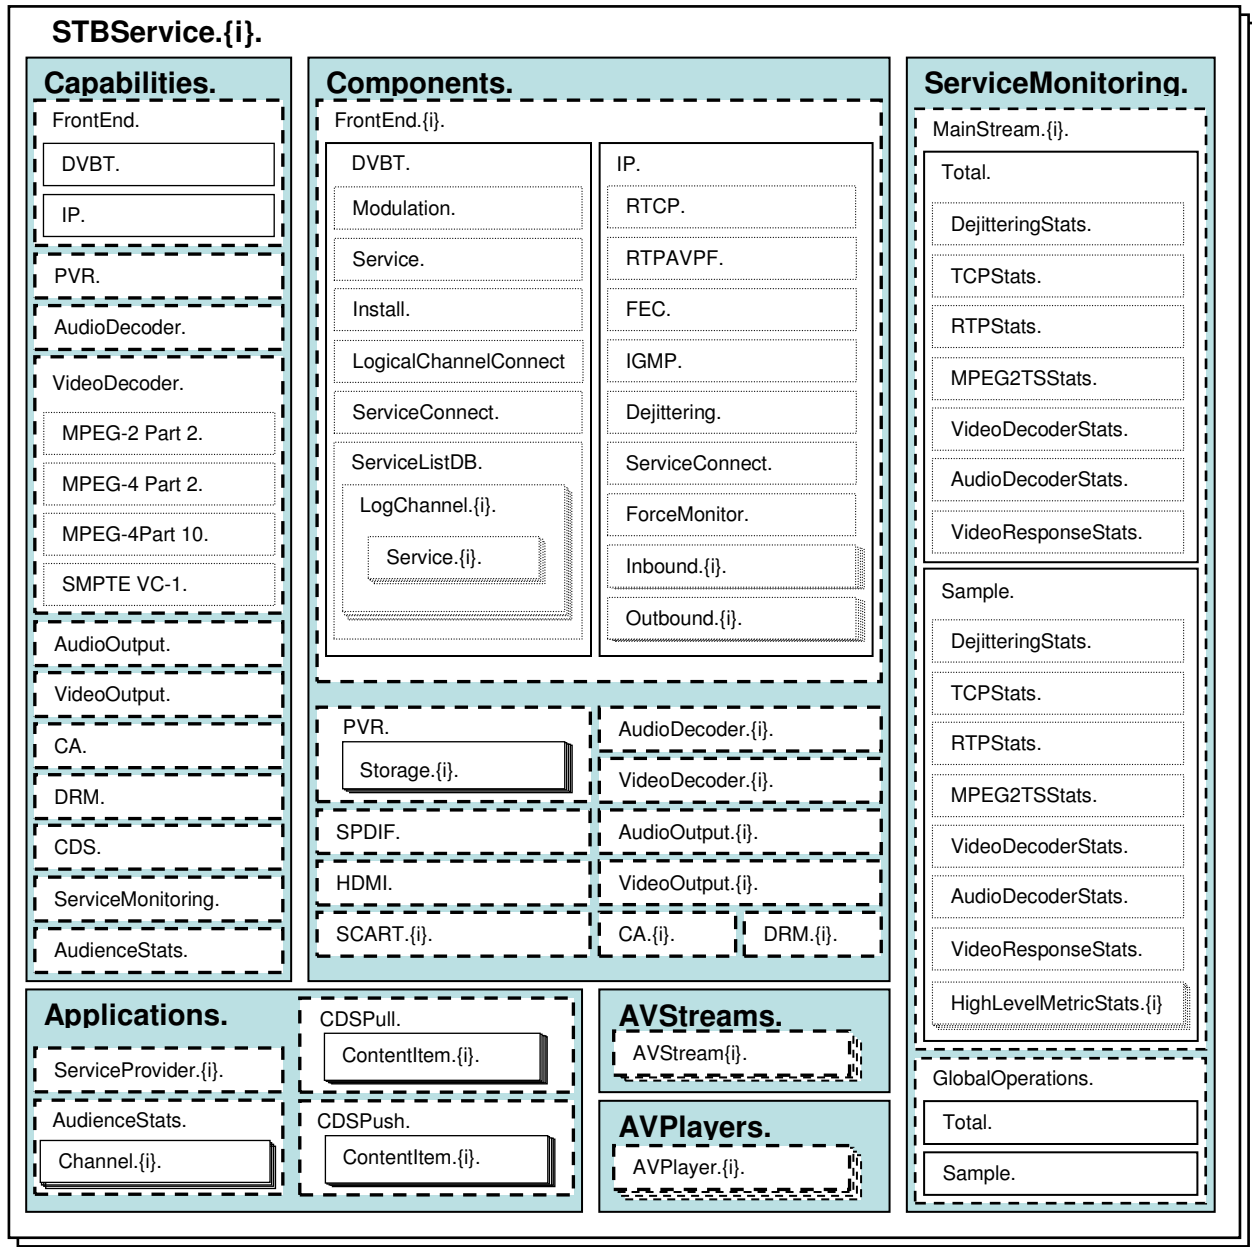 STBService.{i}.
Capabilities.
FrontEnd.
DVBT.
IP.
PVR.
AudioDecoder.
VideoDecoder.
MPEG-2 Part 2.
MPEG-4 Part 2.
MPEG-4Part 10.
SMPTE VC-1.
AudioOutput.
VideoOutput.
CA.
DRM.
CDS.
ServiceMonitoring.
AudienceStats.
Components.
FrontEnd.{i}.
DVBT.
Modulation.
Service.
Install.
LogicalChannelConnect
ServiceConnect.
ServiceListDB.
LogChannel.{i}.
Service.{i}.
IP.
RTCP.
RTPAVPF.
FEC.
IGMP.
Dejittering.
ServiceConnect.
ForceMonitor.
Inbound.{i}.
Outbound.{i}.
PVR.
Storage.{i}.
SPDIF.
HDMI.
SCART.{i}.
AudioDecoder.{i}.
VideoDecoder.{i}.
AudioOutput.{i}.
VideoOutput.{i}.
CA.{i}.
DRM.{i}.
ServiceMonitoring.
MainStream.{i}.
Total.
DejitteringStats.
TCPStats.
RTPStats.
MPEG2TSStats.
VideoDecoderStats.
AudioDecoderStats.
VideoResponseStats.
Sample.
DejitteringStats.
TCPStats.
RTPStats.
MPEG2TSStats.
VideoDecoderStats.
AudioDecoderStats.
VideoResponseStats.
HighLevelMetricStats.{i}
GlobalOperations.
Total.
Sample.
Applications.
ServiceProvider.{i}.
AudienceStats.
Channel.{i}.
CDSPull.
ContentItem.{i}.
CDSPush.
ContentItem.{i}.
AVStreams.
AVStream{i}.
AVPlayers.
AVPlayer.{i}.